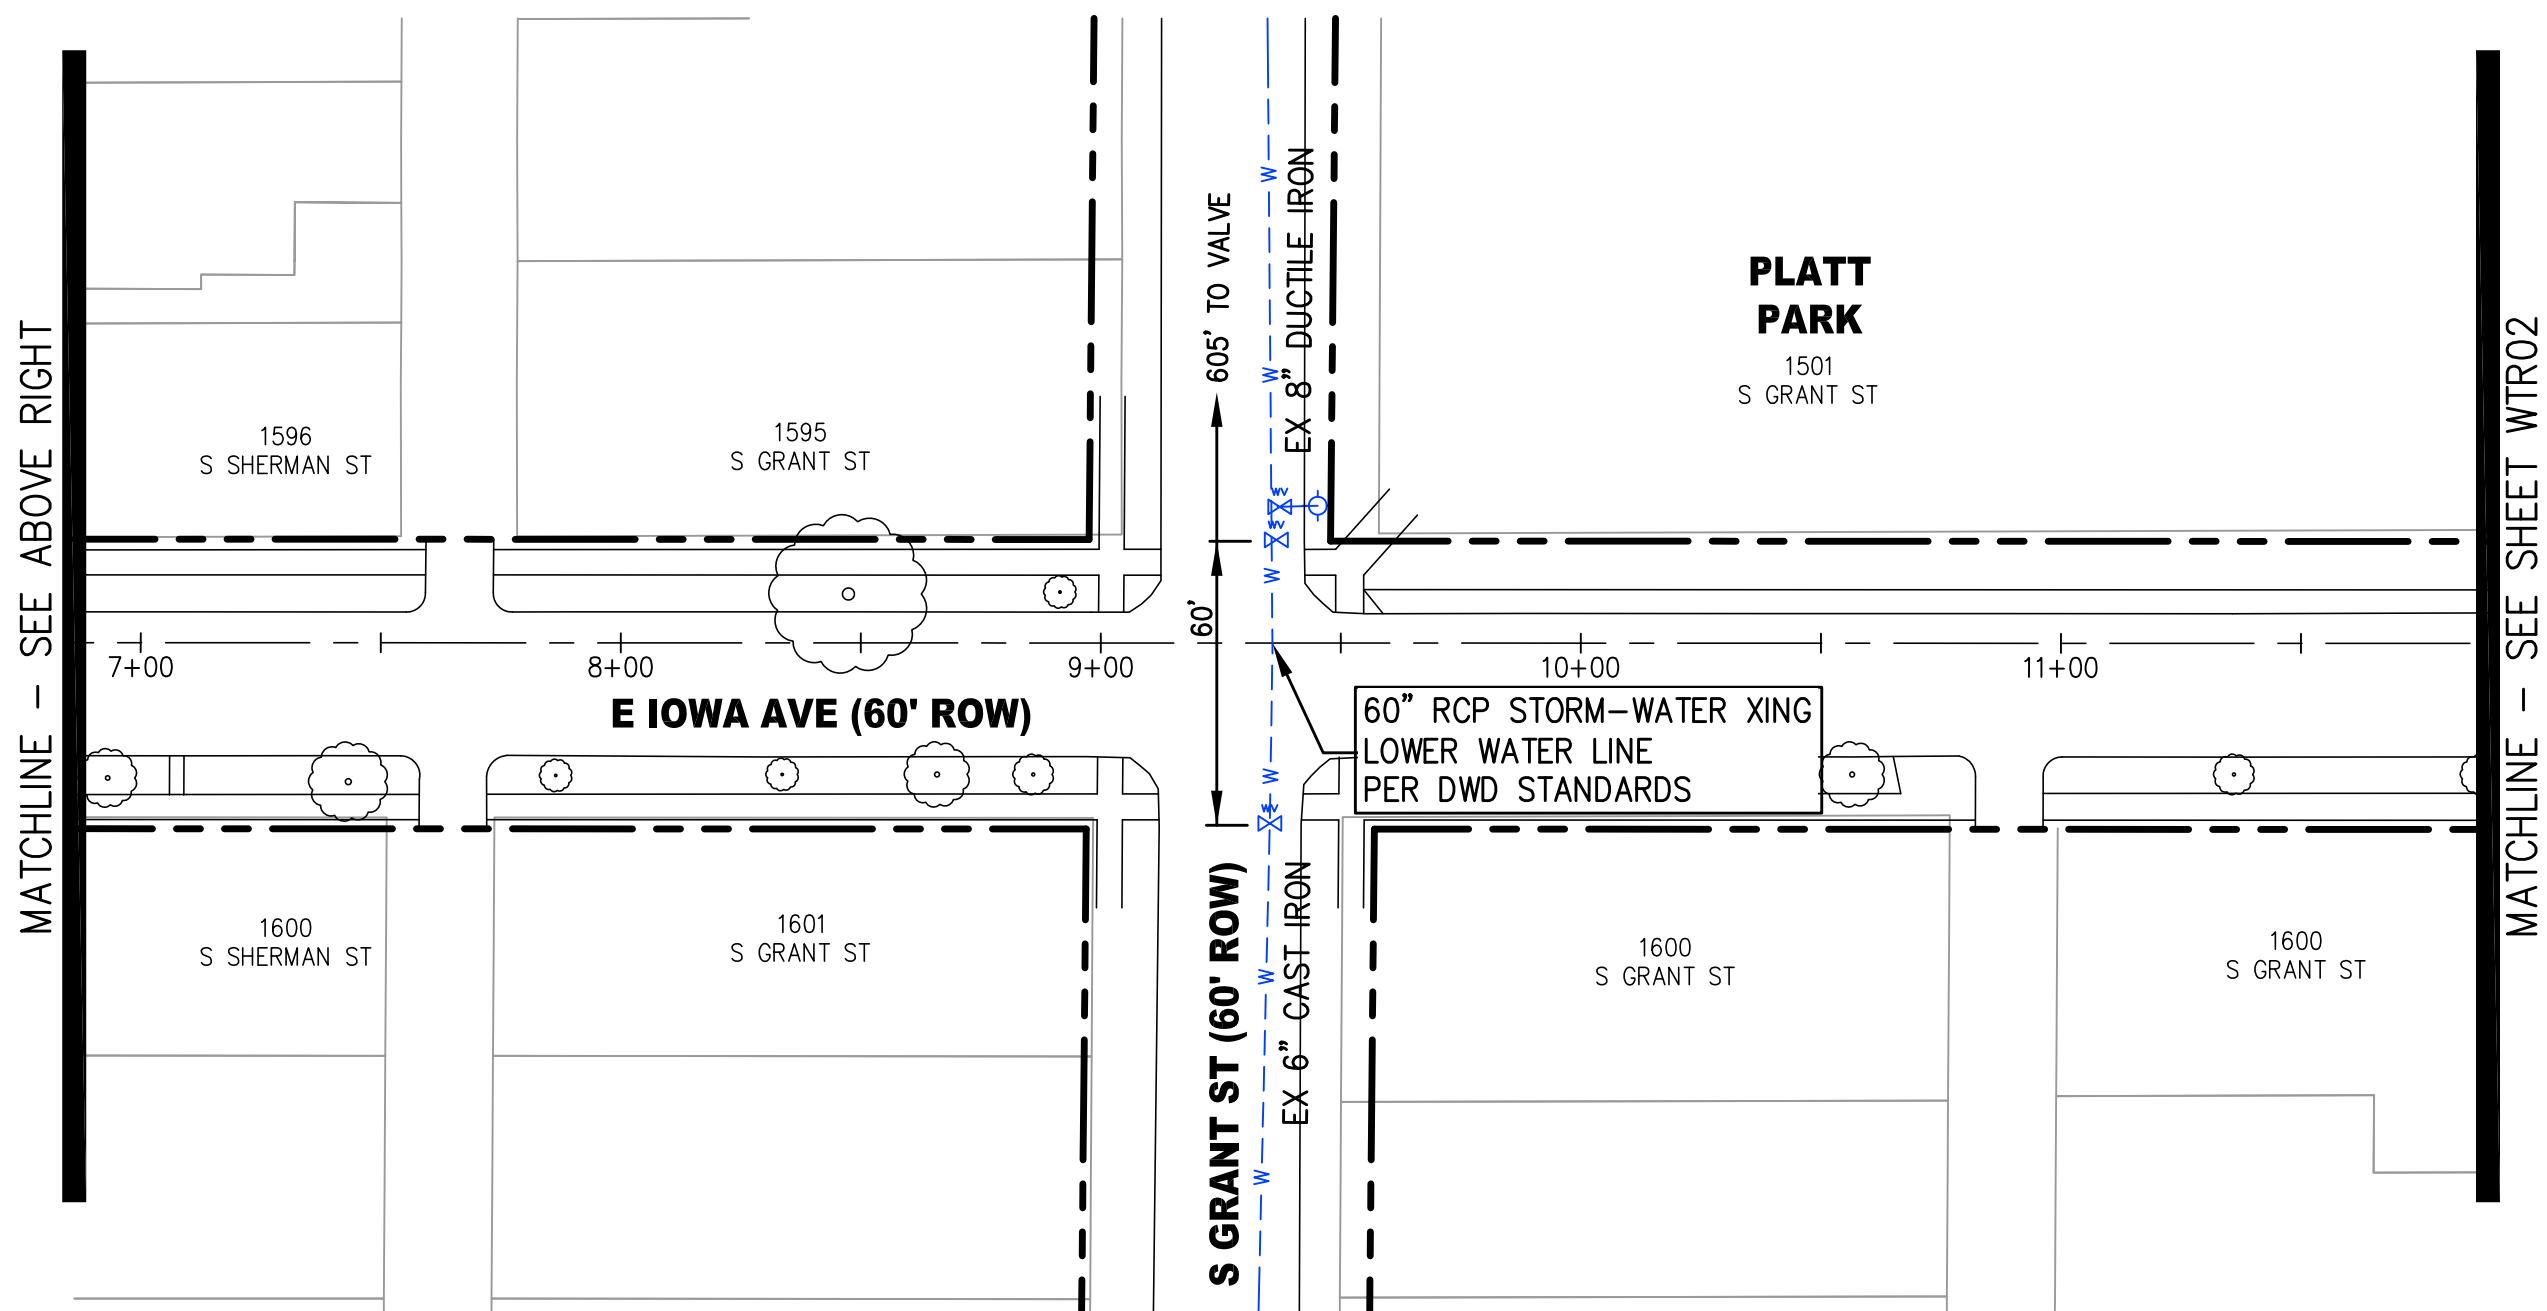 MATCHLINE - SEE ABOVE RIGHT
MATCHLINE - SEE SHEET WTR02
605' TO VALVE
W
EX 8" DUCTILE IRON
W
PLATT
PARK
1501
S GRANT ST
1596
S SHERMAN ST
1595
S GRANT ST
WV
WV
W
60'
7+00
8+00
9+00
10+00
11+00
E IOWA AVE (60' ROW)
60" RCP STORM-WATER XING
LOWER WATER LINE
PER DWD STANDARDS
W
WV
S GRANT ST (60' ROW)
EX 6" CAST IRON
W
W
1600
S SHERMAN ST
1601
S GRANT ST
1600
S GRANT ST
1600
S GRANT ST